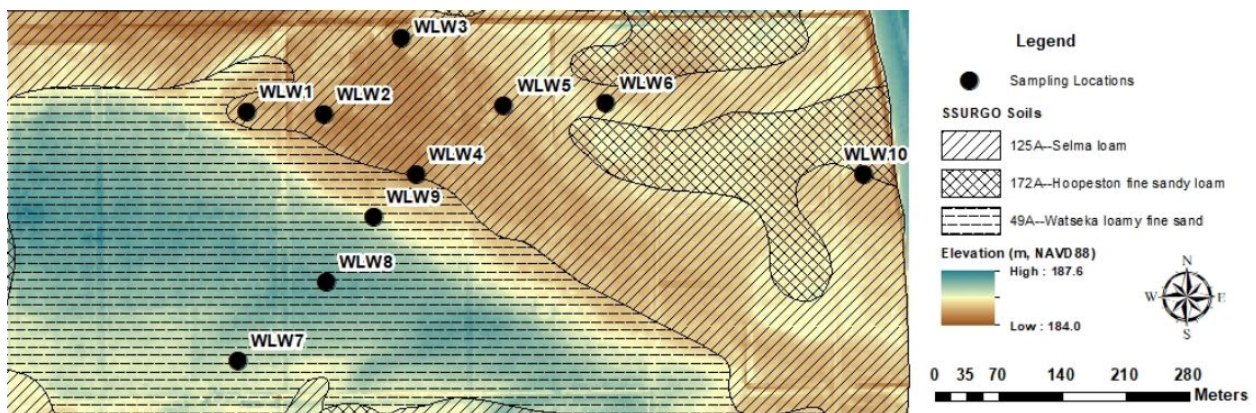 WLW3
WLW1
WLW2
WLW5
WLW6
WLW4
WLW10
WLW9
WLW8
WLW7
Legend
Sampling Locations
SSURGO Soils
125A--Selma loam
172A--Hoopeston fine sandy loam
49A--Watseka loamy fine sand
Elevation (m, NAVD88)
High : 187.6
Low : 184.0
N
W E
S
0 35 70 140 210 280
Meters